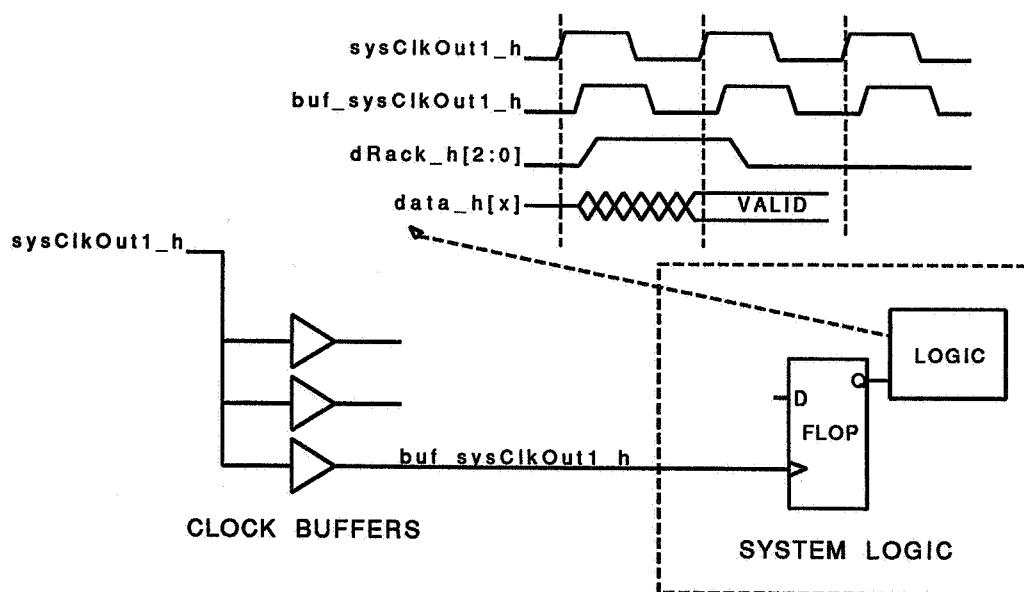 sysClkOut1_h
buf_sysClkOut1_h
dRack_h[2:0]
data_h[x]
VALID
sysClkOut1_h
LOGIC
Q
D
FLOP
buf_sysClkOut1_h
CLOCK BUFFERS
SYSTEM LOGIC